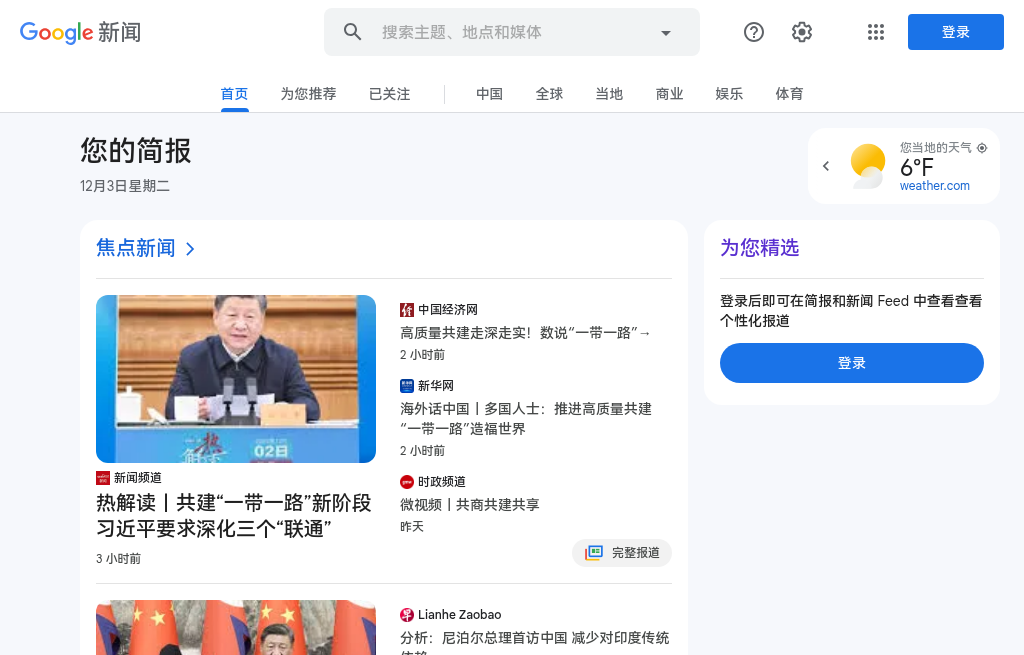 Google 新闻
搜索主题、地点和媒体
登录
首页
为您推荐
已关注
中国
全球
当地
商业
娱乐
体育
您的简报
12月3日星期二
您当地的天气
6°F
weather.com
焦点新闻
02日
新闻频道
热解读丨共建“一带一路”新阶段
习近平要求深化三个“联通”
3 小时前
中国经济网
高质量共建走深走实！数说“一带一路”→
2 小时前
新华网
海外话中国丨多国人士：推进高质量共建
“一带一路”造福世界
2 小时前
时政频道
微视频丨共商共建共享
昨天
完整报道
Lianhe Zaobao
分析：尼泊尔总理首访中国 减少对印度传统
依赖
为您精选
登录后即可在简报和新闻 Feed 中查看查看
个性化报道
登录